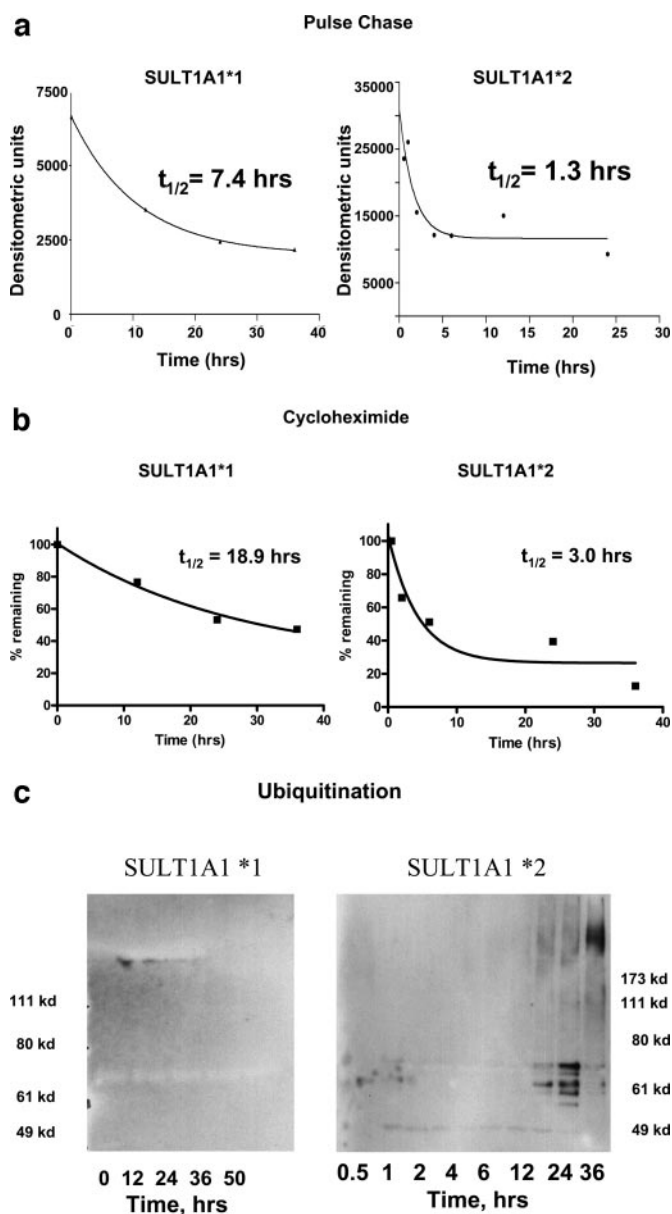 a
Pulse Chase
SULT1A1*1
7500
5000
2500
0
Densitometric units
t1/2= 7.4 hrs
0 10 20 30 40
Time (hrs)
SULT1A1*2
35000
25000
15000
5000
Densitometric units
t1/2= 1.3 hrs
0 5 10 15 20 25 30
Time (hrs)
b
Cycloheximide
SULT1A1*1
100
80
60
40
20
0
% remaining
t1/2 = 18.9 hrs
0 10 20 30 40
Time (hrs)
SULT1A1*2
100
80
60
40
20
0
% remaining
t1/2 = 3.0 hrs
0 10 20 30 40
Time (hrs)
c
Ubiquitination
SULT1A1 *1
111 kd
80 kd
61 kd
49 kd
0 12 24 36 50
Time, hrs
SULT1A1 *2
173 kd
111 kd
80 kd
61 kd
49 kd
0.5 1 2 4 6 12 24 36
Time, hrs